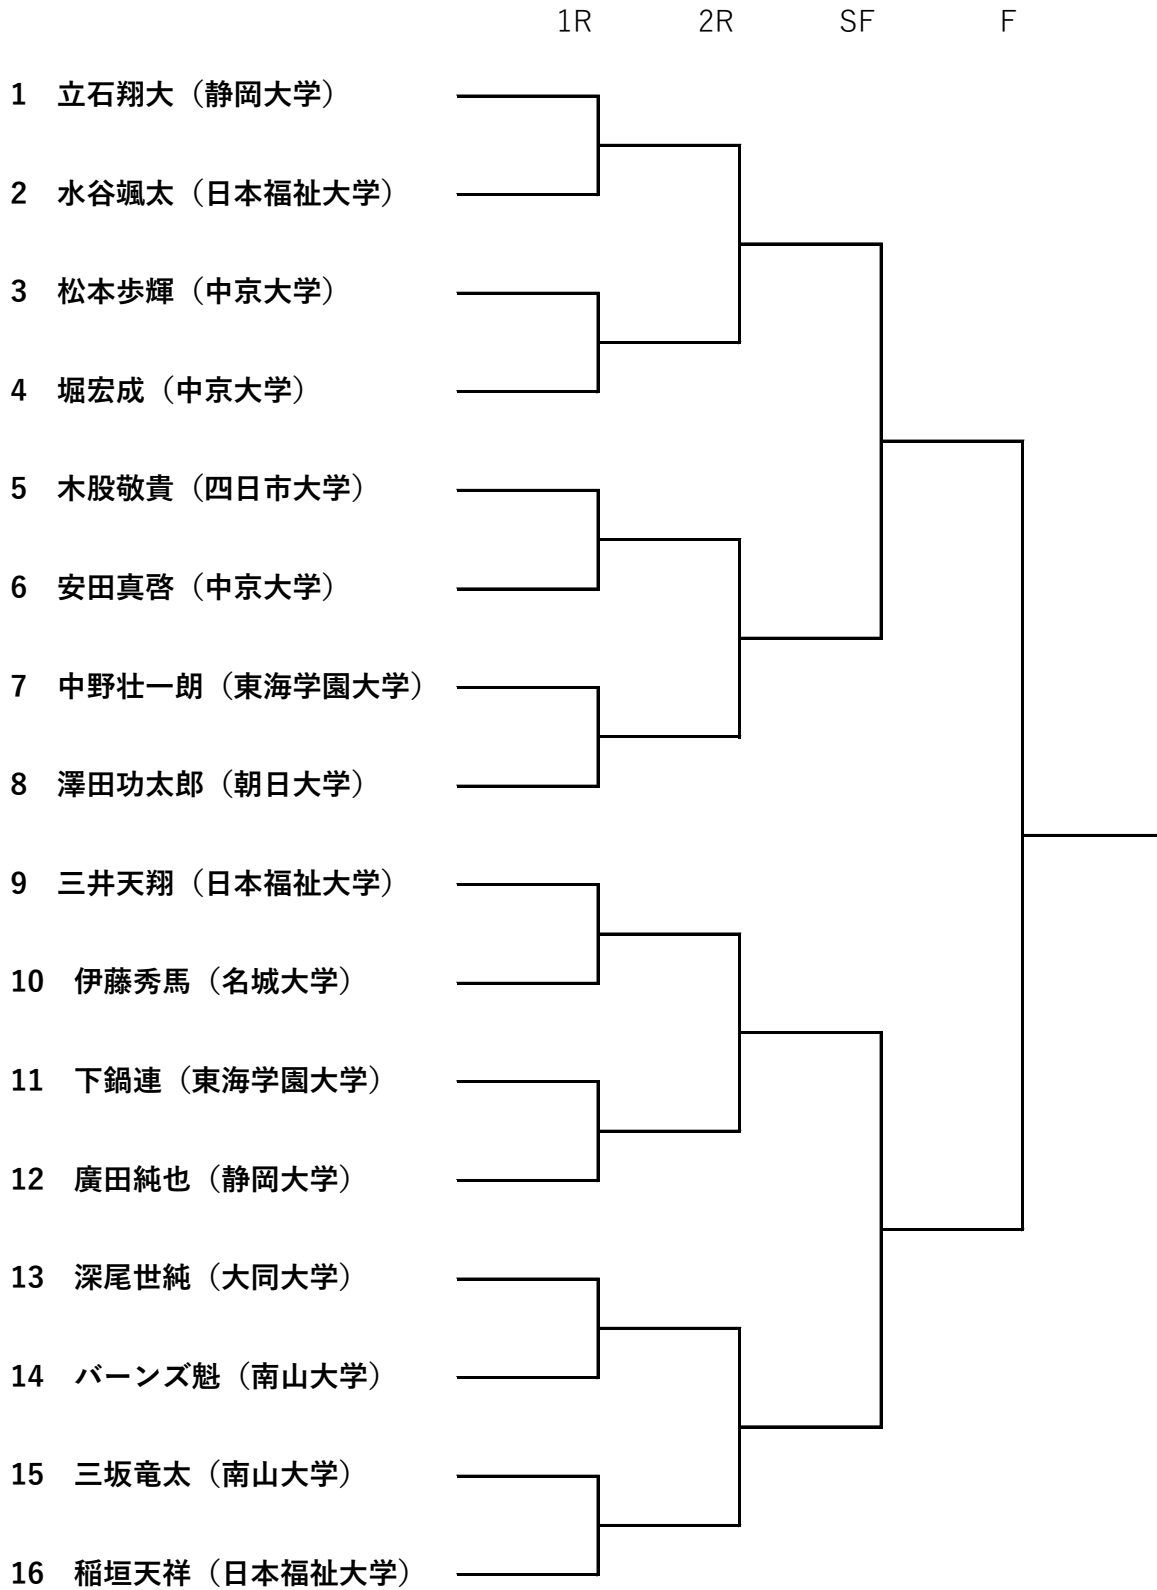 1R 2R SF F
1 立石翔大（静岡大学）
2 水谷颯太（日本福祉大学）
3 松本歩輝（中京大学）
4 堀宏成（中京大学）
5 木股敬貴（四日市大学）
6 安田真啓（中京大学）
7 中野壮一朗（東海学園大学）
8 澤田功太郎（朝日大学）
9 三井天翔（日本福祉大学）
10 伊藤秀馬（名城大学）
11 下鍋連（東海学園大学）
12 廣田純也（静岡大学）
13 深尾世純（大同大学）
14 バーンズ魁（南山大学）
15 三坂竜太（南山大学）
16 稲垣天祥（日本福祉大学）